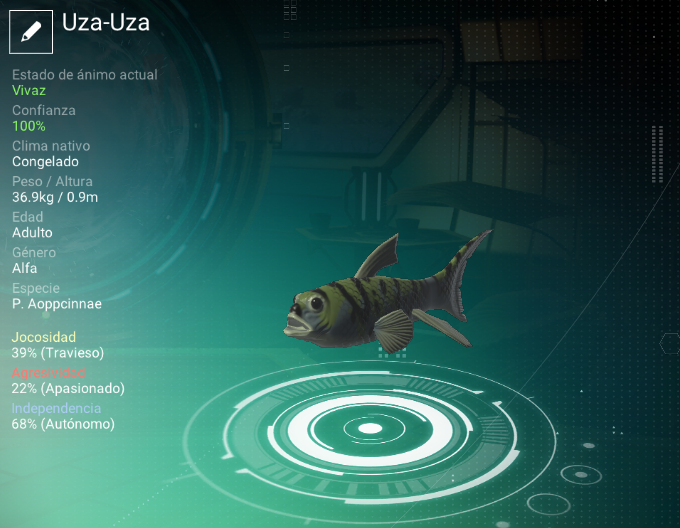 Uza-Uza
Estado de ánimo actual
Vivaz
Confianza
100%
Clima nativo
Congelado
Peso / Altura
36.9kg / 0.9m
Edad
Adulto
Género
Alfa
Especie
P. Aoppcinnae
Jocosidad
39% (Travieso)
Agresividad
22% (Apasionado)
Independencia
68% (Autónomo)